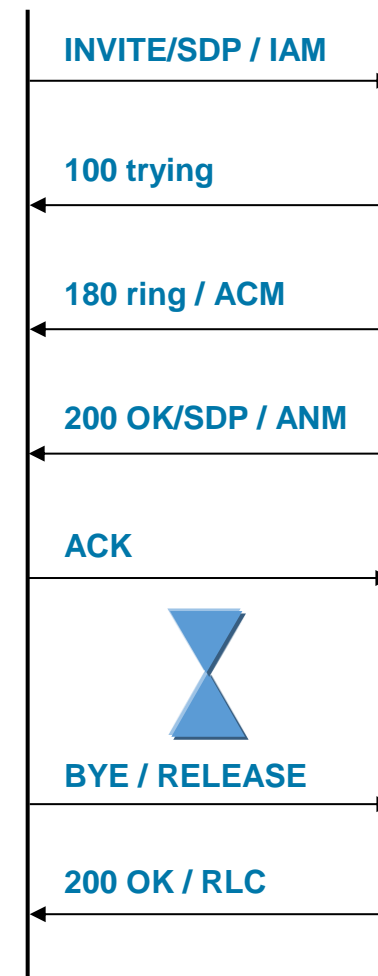 INVITE/SDP / IAM
100 trying
180 ring / ACM
200 OK/SDP / ANM
ACK
BYE / RELEASE
200 OK / RLC